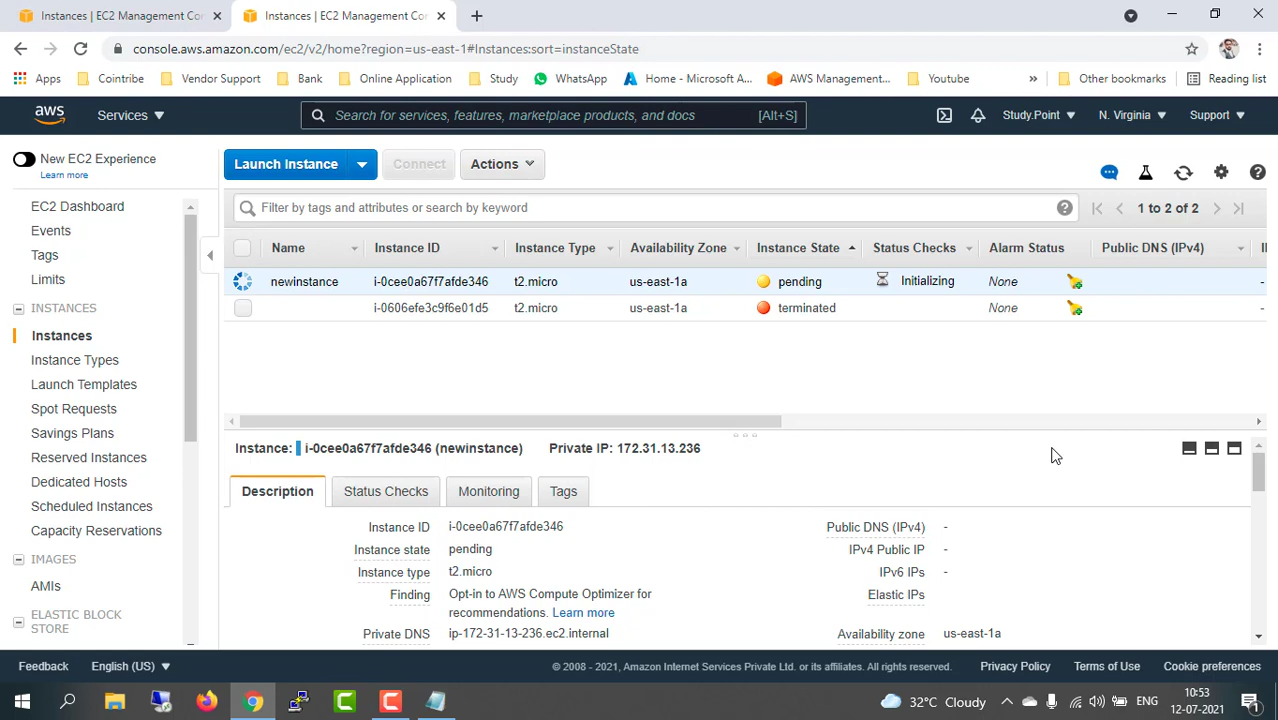 Instances | EC2 Management Cor
Instances | EC2 Management Con
console.aws.amazon.com/ec2/v2/home?region=us-east-1#Instances:sort=instanceState
Apps
Cointribe
Vendor Support
Bank
Online Application
Study
WhatsApp
Home - Microsoft A...
AWS Management...
Youtube
»
Other bookmarks
Reading list
aws
Services
Search for services, features, marketplace products, and docs [Alt+S]
Study.Point
N. Virginia
Support
New EC2 Experience
Learn more
EC2 Dashboard
Events
Tags
Limits
INSTANCES
Instances
Instance Types
Launch Templates
Spot Requests
Savings Plans
Reserved Instances
Dedicated Hosts
Scheduled Instances
Capacity Reservations
IMAGES
AMIs
ELASTIC BLOCK
STORE
Launch Instance
Connect
Actions
Filter by tags and attributes or search by keyword
1 to 2 of 2
Name Instance ID Instance Type Availability Zone Instance State Status Checks Alarm Status Public DNS (IPv4) I
newinstance i-0cee0a67f7afde346 t2.micro us-east-1a pending Initializing None -
i-0606efe3c9f6e01d5 t2.micro us-east-1a terminated None -
Instance: i-0cee0a67f7afde346 (newinstance) Private IP: 172.31.13.236
Description Status Checks Monitoring Tags
Instance ID i-0cee0a67f7afde346 Public DNS (IPv4) -
Instance state pending IPv4 Public IP -
Instance type t2.micro IPv6 IPs -
Finding Opt-in to AWS Compute Optimizer for Elastic IPs
recommendations. Learn more
Private DNS ip-172-31-13-236.ec2.internal Availability zone us-east-1a
Feedback
English (US)
© 2008 - 2021, Amazon Internet Services Private Ltd. or its affiliates. All rights reserved.
Privacy Policy
Terms of Use
Cookie preferences
32°C Cloudy
ENG
10:53
12-07-2021
1